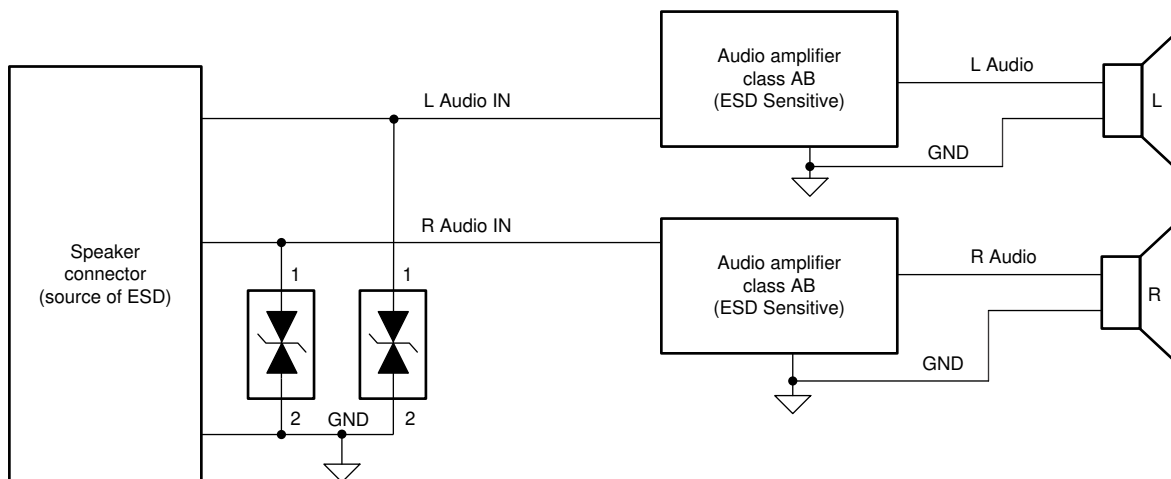 Audio amplifier
class AB
(ESD Sensitive)
L Audio
L
L Audio IN
GND
R Audio IN
Speaker
connector
(source of ESD)
1
1
Audio amplifier
class AB
(ESD Sensitive)
R Audio
R
GND
2
GND
2